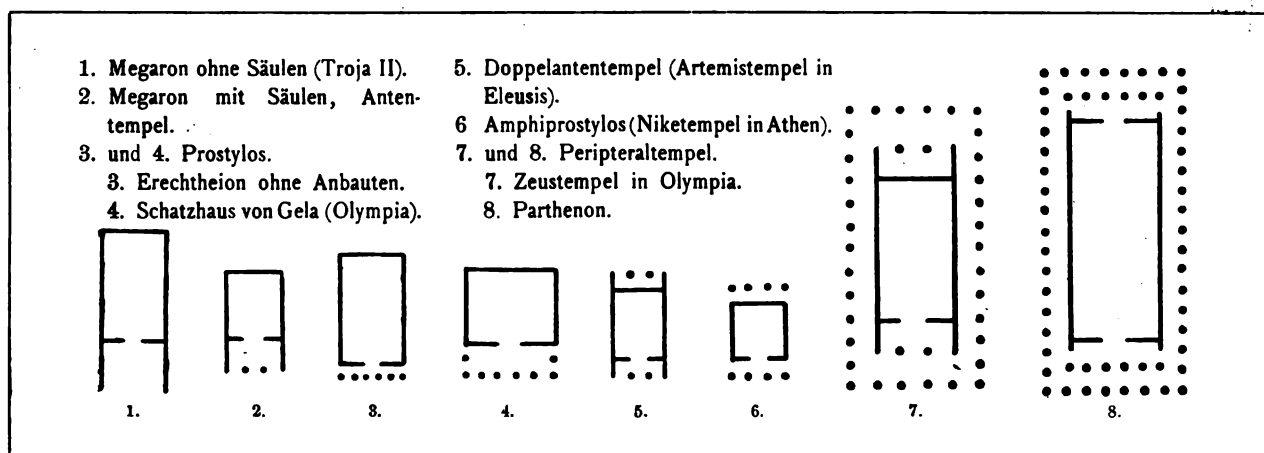 1. Megaron ohne Säulen (Troja II).
2. Megaron mit Säulen, Anten-
tempel.
3. und 4. Prostylos.
3. Erechtheion ohne Anbauten.
4. Schatzhaus von Gela (Olympia).
5. Doppelantentempel (Artemistempel in
Eleusis).
6 Amphiprostylos (Niketempel in Athen).
7. und 8. Peripteraltempel.
7. Zeustempel in Olympia.
8. Parthenon.
1.
2.
3.
4.
5.
6.
7.
8.